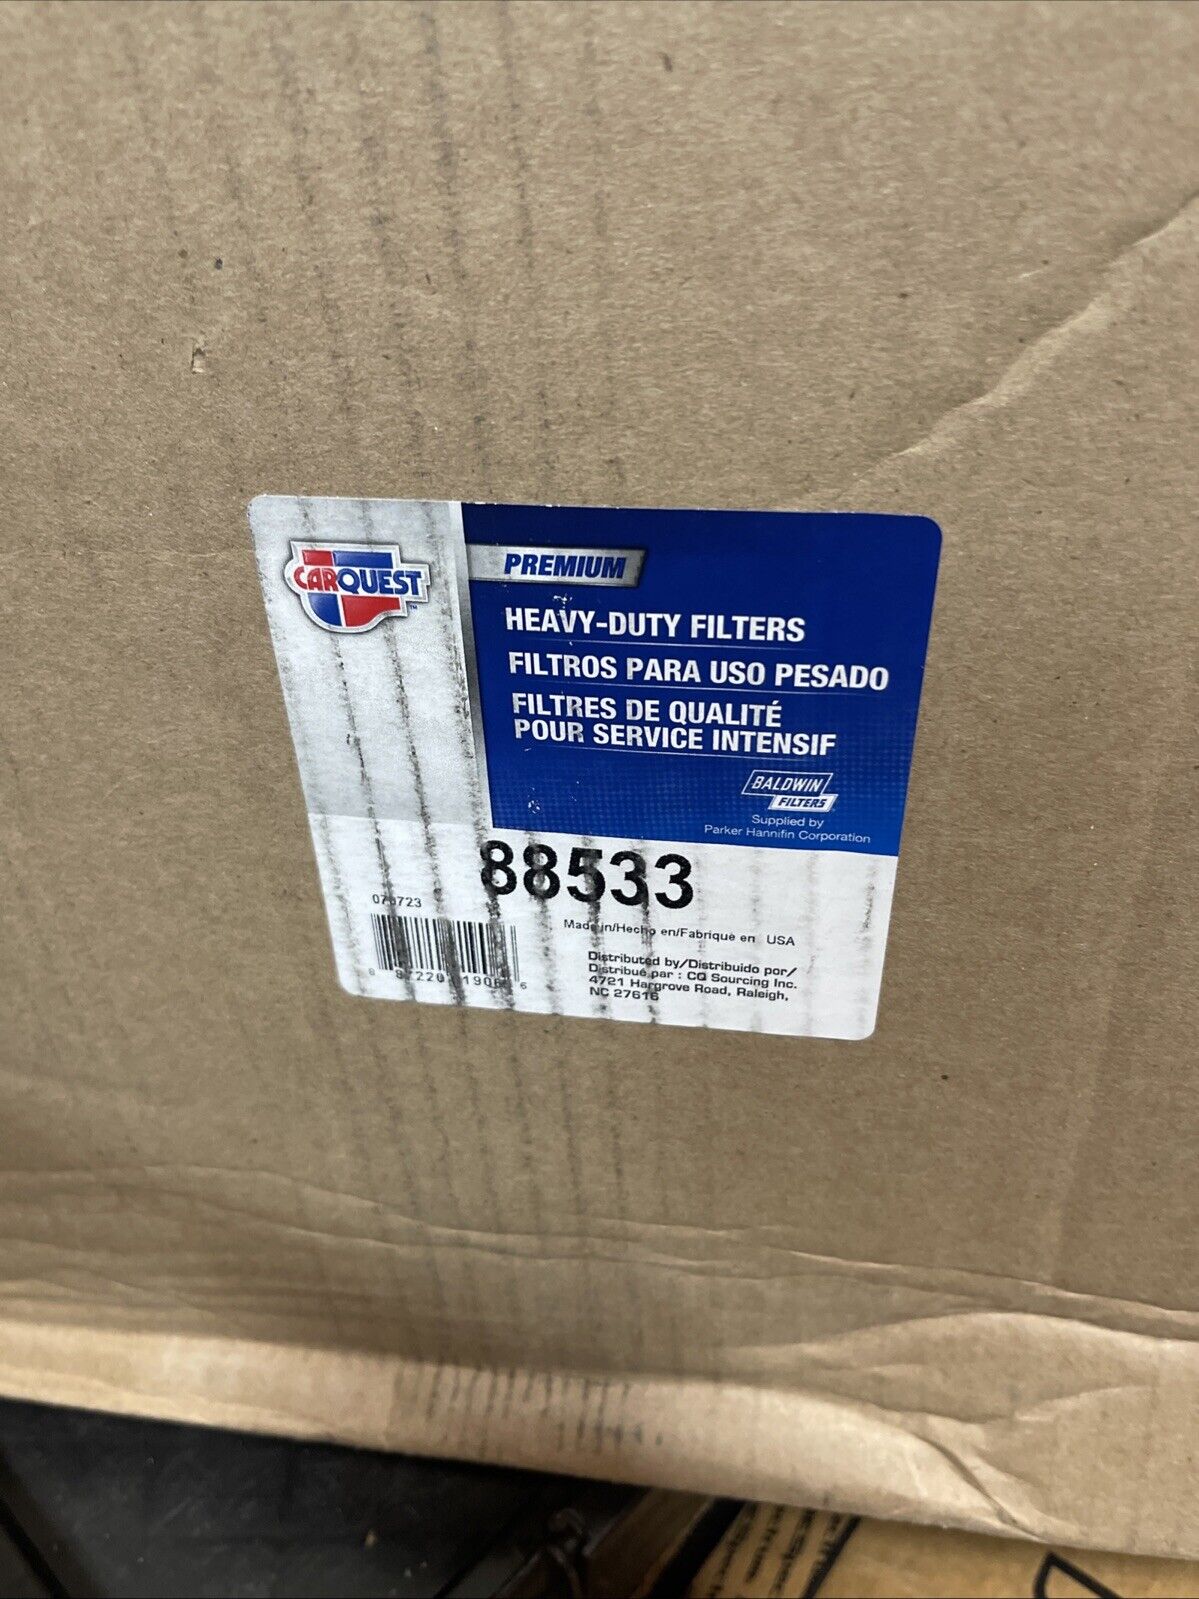 CARQUEST
PREMIUM
HEAVY-DUTY FILTERS
FILTROS PARA USO PESADO
FILTRES DE QUALITÉ
POUR SERVICE INTENSIF
BALDWIN
FILTERS
Supplied by
Parker Hannifin Corporation
88533
Made in/Hecho en/Fabriqué en USA
Distributed by/Distribuido por/
Distribué par : CQ Sourcing Inc.
4721 Hargrove Road, Raleigh,
NC 27616